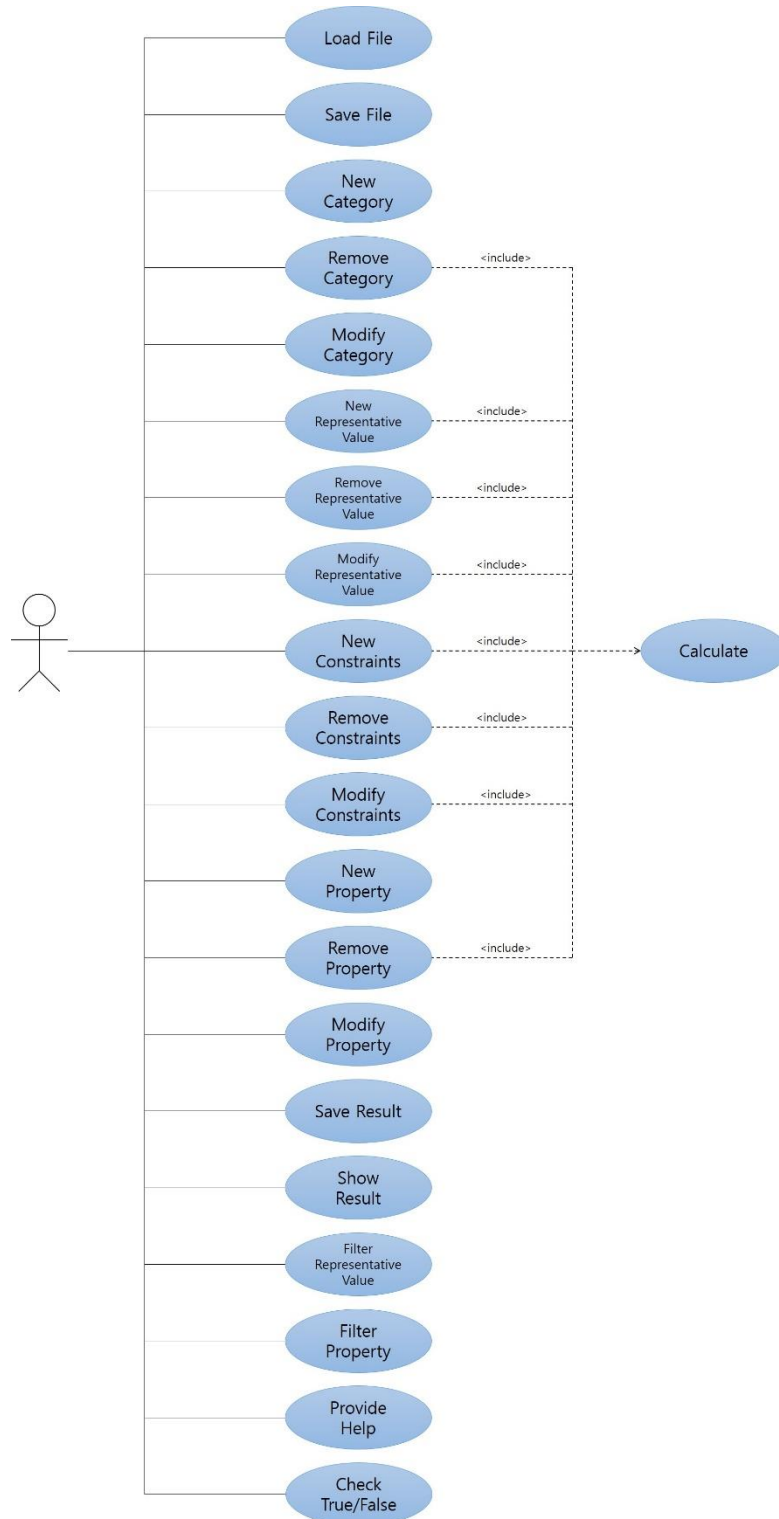 Load File
Save File
New
Category
Remove
Category
<include>
Modify
Category
New
Representative
Value
<include>
Remove
Representative
Value
<include>
Modify
Representative
Value
<include>
New
Constraints
<include>
Calculate
Remove
Constraints
<include>
Modify
Constraints
<include>
New
Property
Remove
Property
<include>
Modify
Property
Save Result
Show
Result
Filter
Representative
Value
Filter
Property
Provide
Help
Check
True/False